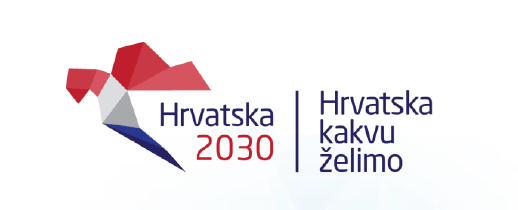 Hrvatska
2030
Hrvatska
kakvu
želimo